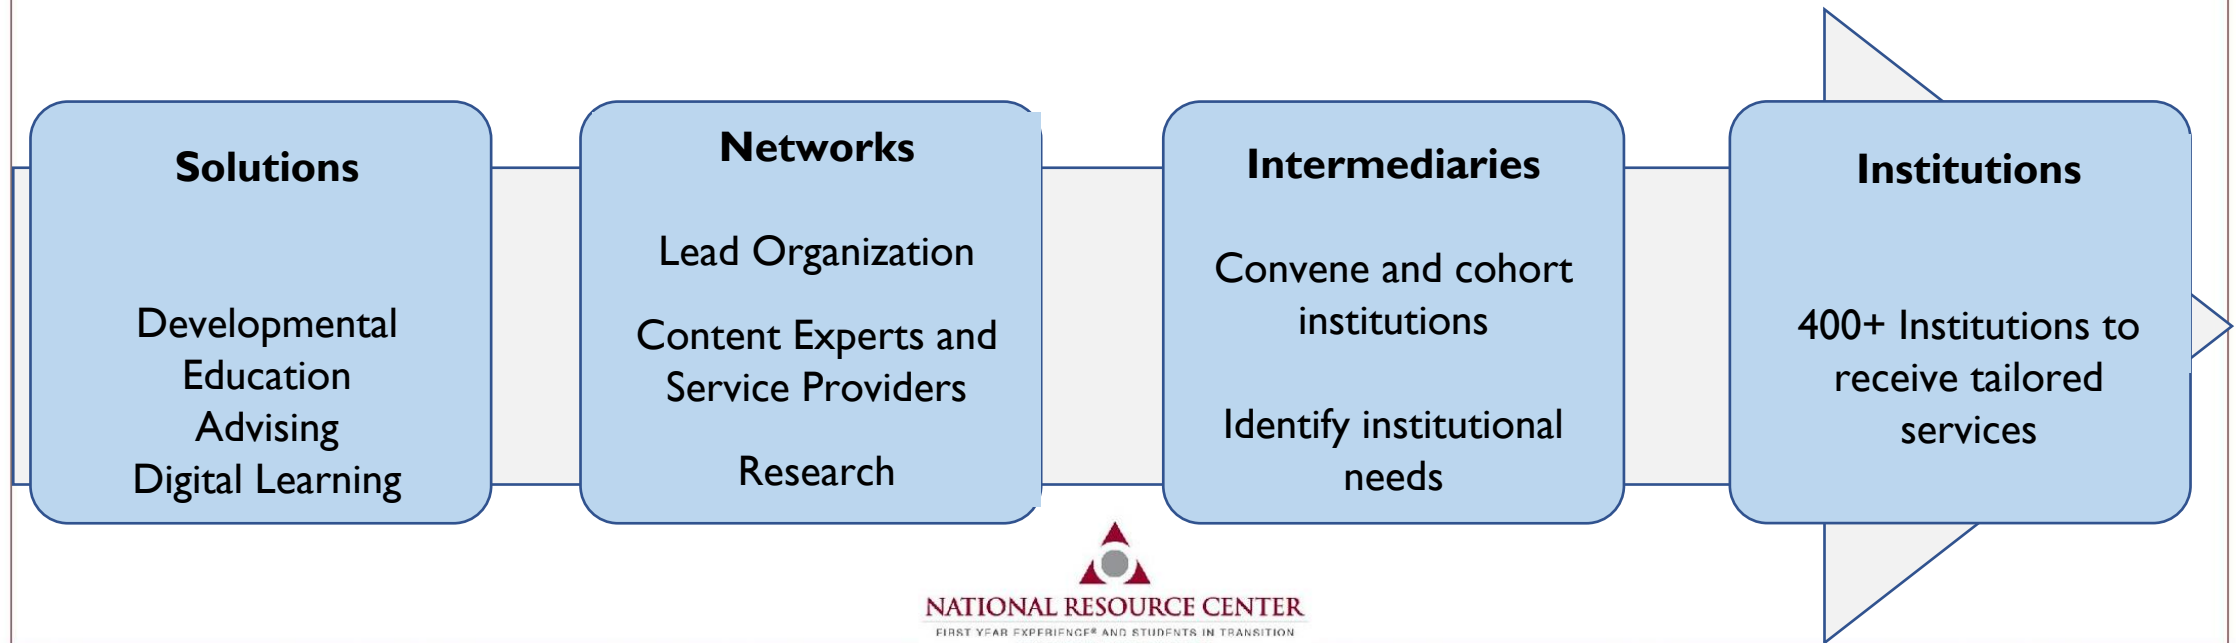 Solutions
Developmental
Education
Advising
Digital Learning
Networks
Lead Organization
Content Experts and
Service Providers
Research
Intermediaries
Convene and cohort
institutions
Identify institutional
needs
Institutions
400+ Institutions to
receive tailored
services
NATIONAL RESOURCE CENTER
FIRST YEAR EXPERIENCE® AND STUDENTS IN TRANSITION